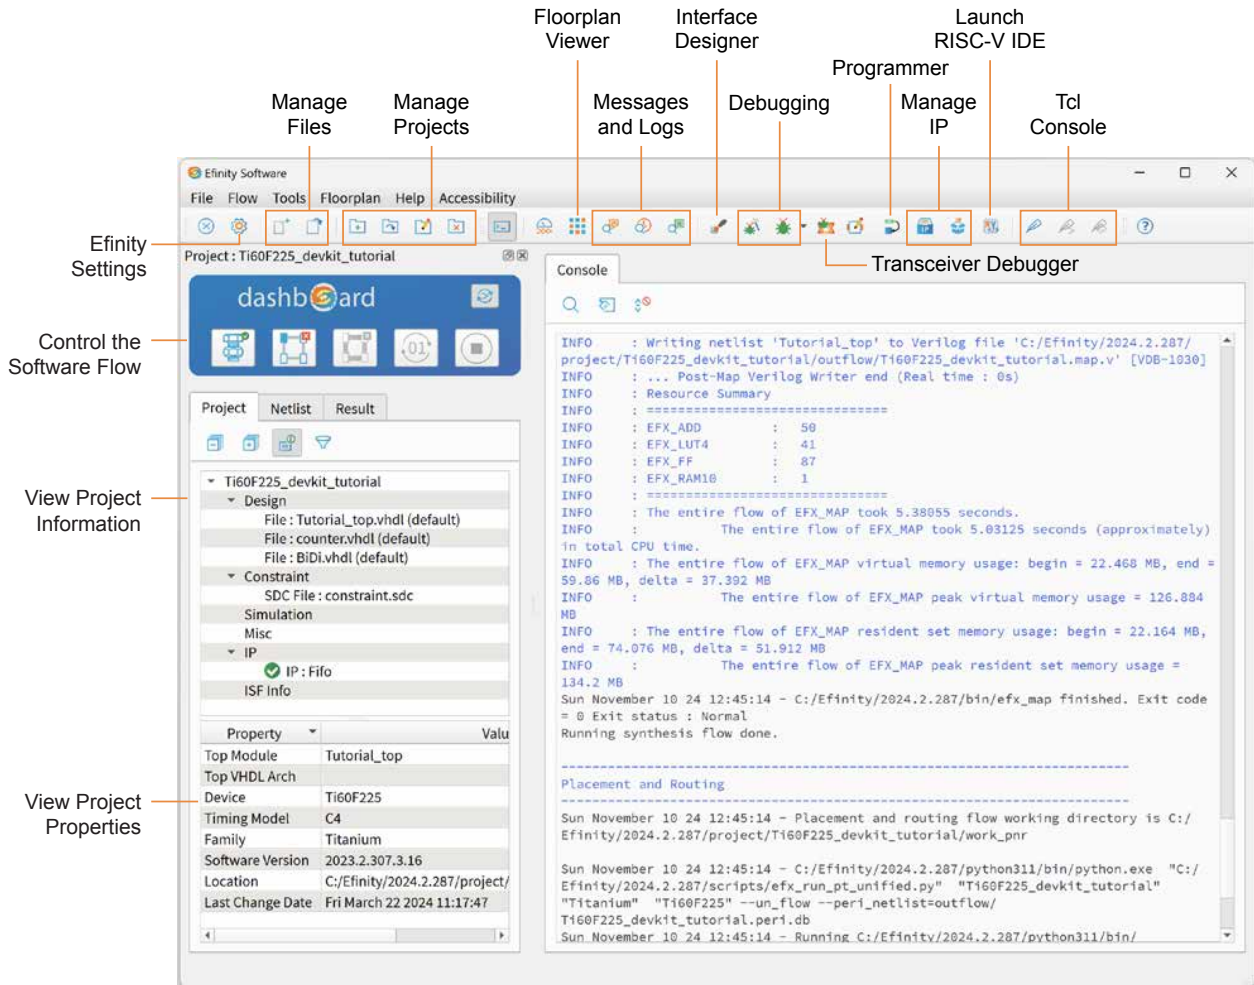 Floorplan
Viewer
Interface
Designer
Launch
RISC-V IDE
Programmer
Manage
Files
Manage
Projects
Messages
and Logs
Debugging
Manage
IP
Tcl
Console
Efinity Software
File Flow Tools Floorplan Help Accessibility
Efinity
Settings
Transceiver Debugger
Project : Ti60F225_devkit_tutorial
Console
dashboard
Control the
Software Flow
Project Netlist Result
View Project
Information
Ti60F225_devkit_tutorial
Design
File : Tutorial_top.vhdl (default)
File : counter.vhdl (default)
File : BiDi.vhdl (default)
Constraint
SDC File : constraint.sdc
Simulation
Misc
IP
IP : Fifo
ISF Info
Property Valu
Top Module Tutorial_top
Top VHDL Arch
Device Ti60F225
Timing Model C4
Family Titanium
Software Version 2023.2.307.3.16
Location C:/Efinity/2024.2.287/project/
Last Change Date Fri March 22 2024 11:17:47
View Project
Properties
INFO : Writing netlist 'Tutorial_top' to Verilog file 'C:/Efinity/2024.2.287/
project/Ti60F225_devkit_tutorial/outflow/Ti60F225_devkit_tutorial.map.v' [VDB-1030]
INFO : ... Post-Map Verilog Writer end (Real time : 0s)
INFO : Resource Summary
INFO : ===============================
INFO : EFX_ADD : 50
INFO : EFX_LUT4 : 41
INFO : EFX_FF : 87
INFO : EFX_RAM10 : 1
INFO : ===============================
INFO : The entire flow of EFX_MAP took 5.38055 seconds.
INFO : The entire flow of EFX_MAP took 5.03125 seconds (approximately)
in total CPU time.
INFO : The entire flow of EFX_MAP virtual memory usage: begin = 22.468 MB, end =
59.86 MB, delta = 37.392 MB
INFO : The entire flow of EFX_MAP peak virtual memory usage = 126.884
MB
INFO : The entire flow of EFX_MAP resident set memory usage: begin = 22.164 MB,
end = 74.076 MB, delta = 51.912 MB
INFO : The entire flow of EFX_MAP peak resident set memory usage =
134.2 MB
Sun November 10 24 12:45:14 - C:/Efinity/2024.2.287/bin/efx_map finished. Exit code
= 0 Exit status : Normal
Running synthesis flow done.
Placement and Routing
Sun November 10 24 12:45:14 - Placement and routing flow working directory is C:/
Efinity/2024.2.287/project/Ti60F225_devkit_tutorial/work_pnr
Sun November 10 24 12:45:14 - C:/Efinity/2024.2.287/python311/bin/python.exe "C:/
Efinity/2024.2.287/scripts/efx_run_pt_unified.py" "Ti60F225_devkit_tutorial"
"Titanium" "Ti60F225" --un_flow --peri_netlist=outflow/
Ti60F225_devkit_tutorial.peri.db
Sun November 10 24 12:45:14 - Running C:/Efinity/2024.2.287/python311/bin/